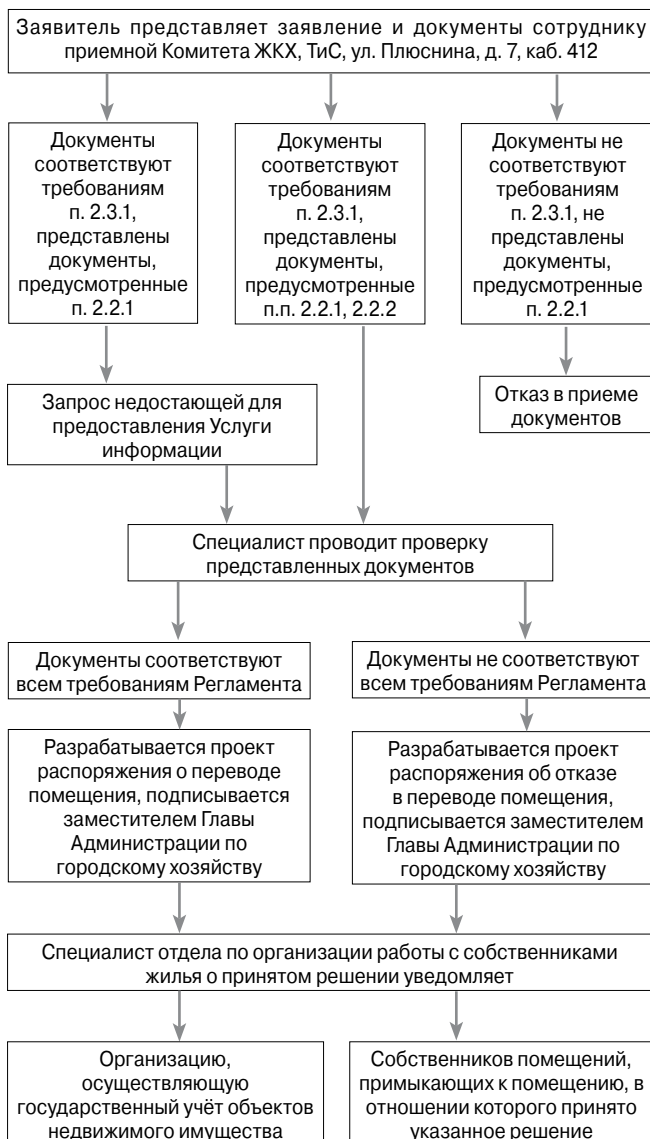 Заявитель представляет заявление и документы сотруднику
приемной Комитета ЖКХ, ТиС, ул. Плюснина, д. 7, каб. 412
Документы
соответствуют
требованиям
п. 2.3.1,
представлены
документы,
предусмотренные
п. 2.2.1
Документы
соответствуют
требованиям
п. 2.3.1,
представлены
документы,
предусмотренные
п.п. 2.2.1, 2.2.2
Документы не
соответствуют
требованиям
п. 2.3.1, не
представлены
документы,
предусмотренные
п. 2.2.1
Запрос недостающей для
предоставления Услуги
информации
Отказ в приеме
документов
Специалист проводит проверку
представленных документов
Документы соответствуют
всем требованиям Регламента
Документы не соответствуют
всем требованиям Регламента
Разрабатывается проект
распоряжения о переводе
помещения, подписывается
заместителем Главы
Администрации по
городскому хозяйству
Разрабатывается проект
распоряжения об отказе
в переводе помещения,
подписывается заместителем
Главы Администрации по
городскому хозяйству
Специалист отдела по организации работы с собственниками
жилья о принятом решении уведомляет
Организацию,
осуществляющую
государственный учёт объектов
недвижимого имущества
Собственников помещений,
примыкающих к помещению, в
отношении которого принято
указанное решение